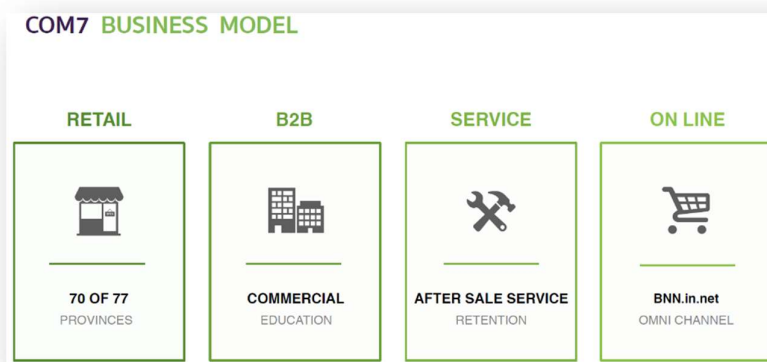 COM7 BUSINESS MODEL
RETAIL
B2B
SERVICE
ON LINE
70 OF 77
PROVINCES
COMMERCIAL
EDUCATION
AFTER SALE SERVICE
RETENTION
BNN.in.net
OMNI CHANNEL